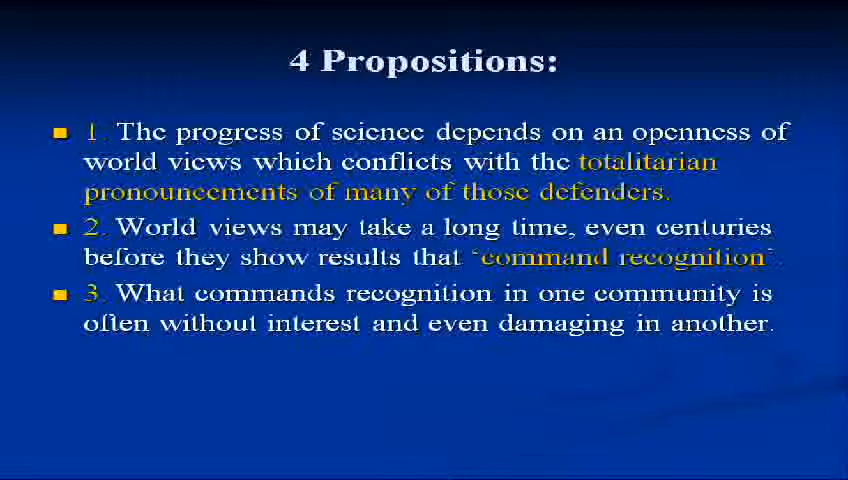 4 Propositions:
1. The progress of science depends on an openness of
world views which conflicts with the totalitarian
pronouncements of many of those defenders.
2. World views may take a long time, even centuries
before they show results that ‘command recognition’.
3. What commands recognition in one community is
often without interest and even damaging in another.